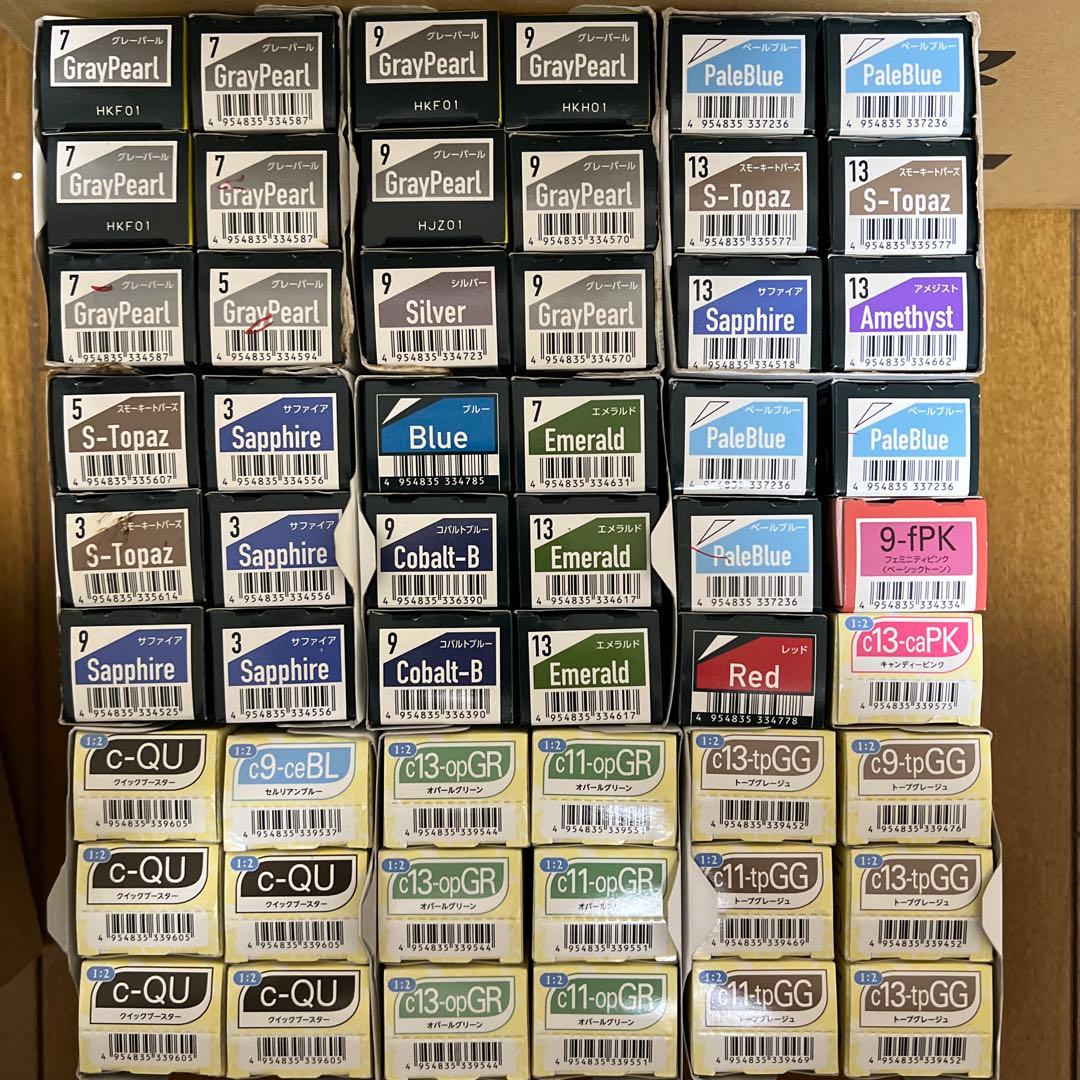 7 グレーパール
GrayPearl
HKF01
7 グレーパール
GrayPearl
4 954835 334587
9 グレーパール
GrayPearl
HKF01
9 グレーパール
GrayPearl
HKH01
ペールブルー
PaleBlue
4 954835 337236
ペールブルー
PaleBlue
4 954835 337236
7 グレーパール
GrayPearl
HKF01
7 グレーパール
GrayPearl
4 954835 334587
9 グレーパール
GrayPearl
HJZ01
9 グレーパール
GrayPearl
4 954835 334570
13 スモーキートパーズ
S-Topaz
4 954835 335577
13 スモーキートパーズ
S-Topaz
4 954835 335577
7 グレーパール
GrayPearl
4 954835 334587
5 グレーパール
GrayPearl
4 954835 334594
9 シルバー
Silver
4 954835 334723
9 グレーパール
GrayPearl
4 954835 334570
13 サファイア
Sapphire
4 954835 334518
13 アメジスト
Amethyst
4 954835 334662
5 スモーキートパーズ
S-Topaz
4 954835 335607
3 サファイア
Sapphire
4 954835 334556
ブルー
Blue
4 954835 334785
7 エメラルド
Emerald
4 954835 334631
ペールブルー
PaleBlue
4 954835 337236
ペールブルー
PaleBlue
4 954835 337236
3 スモーキートパーズ
S-Topaz
4 954835 335614
3 サファイア
Sapphire
4 954835 334556
9 コバルトブルー
Cobalt-B
4 954835 336390
13 エメラルド
Emerald
4 954835 334617
ペールブルー
PaleBlue
4 954835 337236
9-fPK
フェミニティピンク
〈ベーシックトーン〉
4 954835 334334
9 サファイア
Sapphire
4 954835 334525
3 サファイア
Sapphire
4 954835 334556
9 コバルトブルー
Cobalt-B
4 954835 336390
13 エメラルド
Emerald
4 954835 334617
レッド
Red
4 954835 334778
1:2
c13-caPK
キャンディーピンク
4 954835 339575
1:2
c-QU
クイックブースター
4 954835 339605
1:2
c9-ceBL
セルリアンブルー
4 954835 339537
1:2
c13-opGR
オパールグリーン
4 954835 339544
1:2
c11-opGR
オパールグリーン
4 954835 339551
1:2
c13-tpGG
トープグレージュ
4 954835 339452
1:2
c9-tpGG
トープグレージュ
4 954835 339476
1:2
c-QU
クイックブースター
4 954835 339605
1:2
c-QU
クイックブースター
4 954835 339605
1:2
c13-opGR
オパールグリーン
4 954835 339544
1:2
c11-opGR
4 954835 339551
1:2
c11-tpGG
トープグレージュ
4 954835 339469
1:2
c13-tpGG
トープグレージュ
4 954835 339452
1:2
c-QU
クイックブースター
4 954835 339605
1:2
c-QU
クイックブースター
4 954835 339605
1:2
c13-opGR
オパールグリーン
4 954835 339544
1:2
c11-opGR
オパールグリーン
4 954835 339551
1:2
c11-tpGG
トープグレージュ
4 954835 339469
1:2
c13-tpGG
トープグレージュ
4 954835 339452